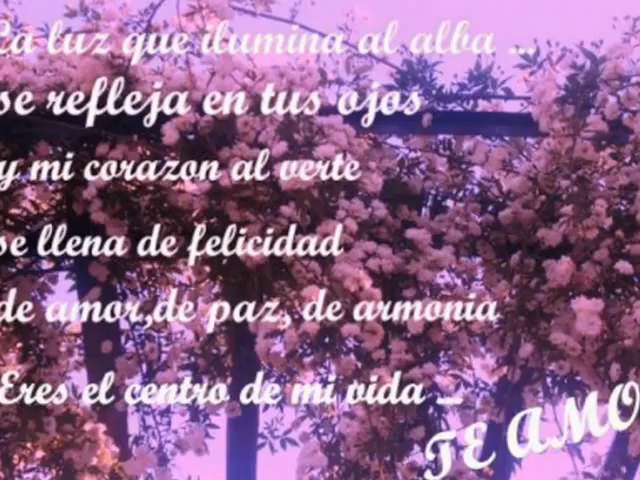 La luz que ilumina al alba ...
se refleja en tus ojos
y mi corazon al verte
se llena de felicidad
de amor,de paz, de armonia
Eres el centro de mi vida ...
TE AMO